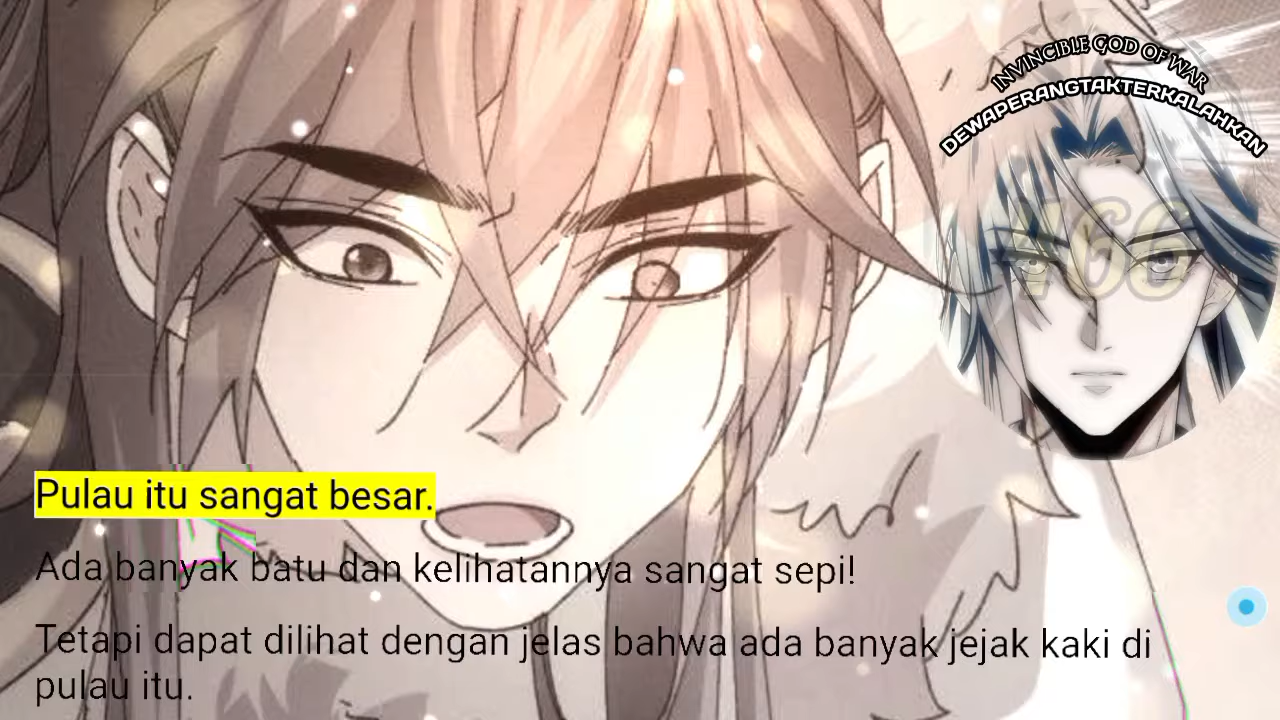 INVINCIBLE GOD OF WAR
DEWAPERANGTAKTERKALAHKAN
466
Pulau itu sangat besar.
Ada banyak batu dan kelihatannya sangat sepi!
Tetapi dapat dilihat dengan jelas bahwa ada banyak jejak kaki di
pulau itu.